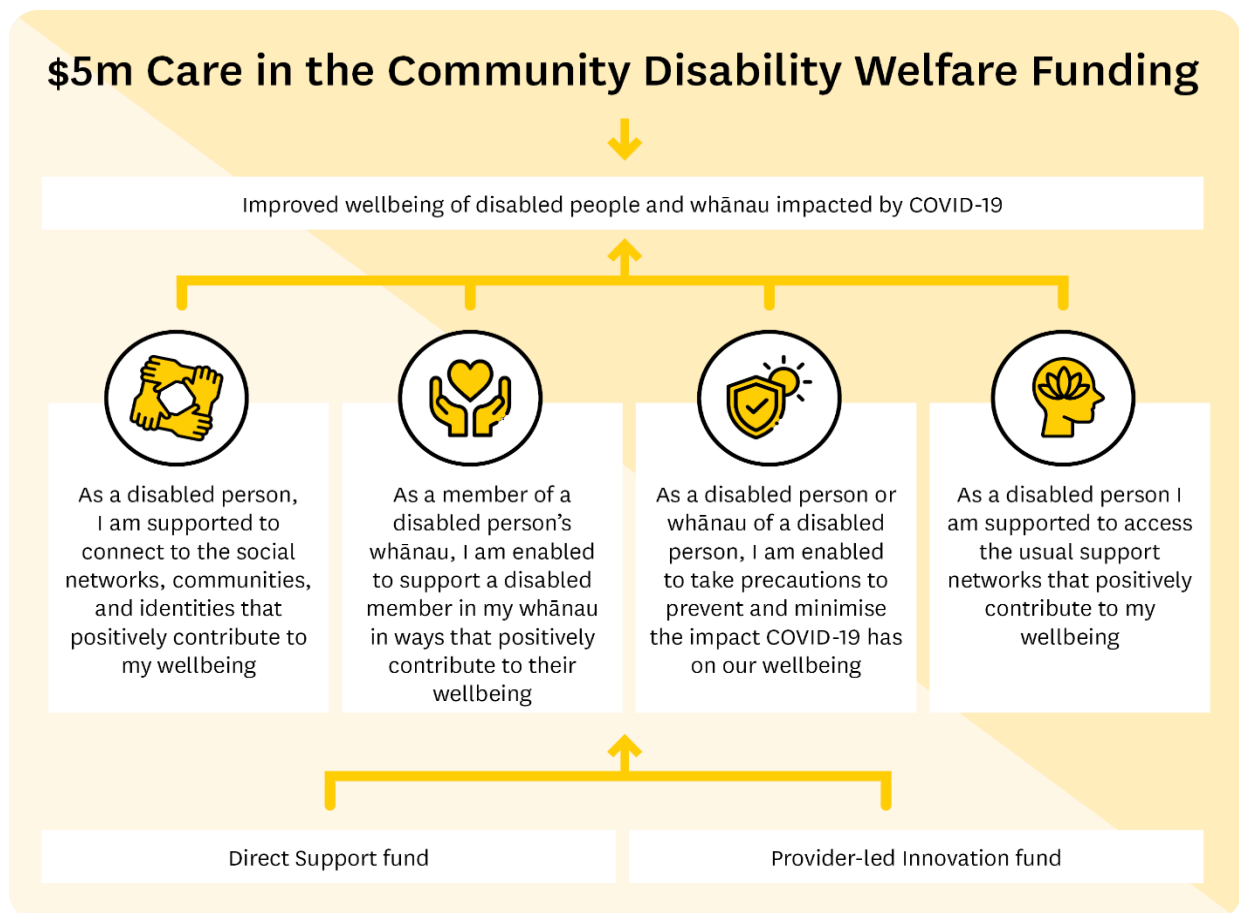 $5m Care in the Community Disability Welfare Funding
Improved wellbeing of disabled people and whānau impacted by COVID-19
As a disabled person,
I am supported to
connect to the social
networks, communities,
and identities that
positively contribute to
my wellbeing
As a member of a
disabled person’s
whānau, I am enabled
to support a disabled
member in my whānau
in ways that positively
contribute to their
wellbeing
As a disabled person or
whānau of a disabled
person, I am enabled
to take precautions to
prevent and minimise
the impact COVID-19 has
on our wellbeing
As a disabled person I
am supported to access
the usual support
networks that positively
contribute to my
wellbeing
Direct Support fund
Provider-led Innovation fund